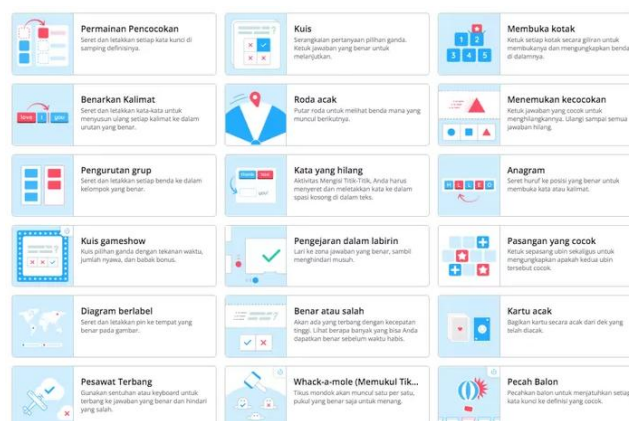 Permainan Pencocokan
Seret dan letakkan setiap kata kunci di
samping definisinya.
Kuis
Serangkaian pertanyaan pilihan ganda.
Ketuk jawaban yang benar untuk
melanjutkan.
Membuka kotak
Ketuk setiap kotak secara giliran untuk
membukanya dan mengungkapkan benda
di dalamnya.
1 2
3 4 5
Benarkan Kalimat
Seret dan letakkan kata-kata untuk
menyusun ulang setiap kalimat ke dalam
urutan yang benar.
love I you
Roda acak
Putar roda untuk melihat benda mana yang
muncul berikutnya.
Menemukan kecocokan
Ketuk jawaban yang cocok untuk
menghilangkannya. Ulangi sampai semua
jawaban hilang.
Pengurutan grup
Seret dan letakkan setiap benda ke dalam
kelompok yang benar.
Kata yang hilang
Aktivitas Mengisi Titik-Titik, Anda harus
menyeret dan meletakkan kata ke dalam
spasi kosong di dalam teks.
Anagram
Seret huruf ke posisi yang benar untuk
membuka kata atau kalimat.
H L L E O
Kuis gameshow
Kuis pilihan ganda dengan tekanan waktu,
jumlah nyawa, dan babak bonus.
Pengejaran dalam labirin
Lari ke zona jawaban yang benar, sambil
menghindari musuh.
Pasangan yang cocok
Ketuk sepasang ubin sekaligus untuk
mengungkapkan apakah kedua ubin
tersebut cocok.
Diagram berlabel
Seret dan letakkan pin ke tempat yang
benar pada gambar.
Benar atau salah
Akan ada yang terbang dengan kecepatan
tinggi. Lihat berapa banyak yang bisa Anda
dapatkan benar sebelum waktu habis.
Kartu acak
Bagikan kartu secara acak dari dek yang
telah diacak.
Pesawat Terbang
Gunakan sentuhan atau keyboard untuk
terbang ke jawaban yang benar dan hindari
yang salah.
Whack-a-mole (Memukul Tik...
Tikus mondok akan muncul satu per satu,
pukul yang benar saja untuk menang.
Pecah Balon
Pecahkan balon untuk menjatuhkan setiap
kata kunci ke definisi yang cocok.